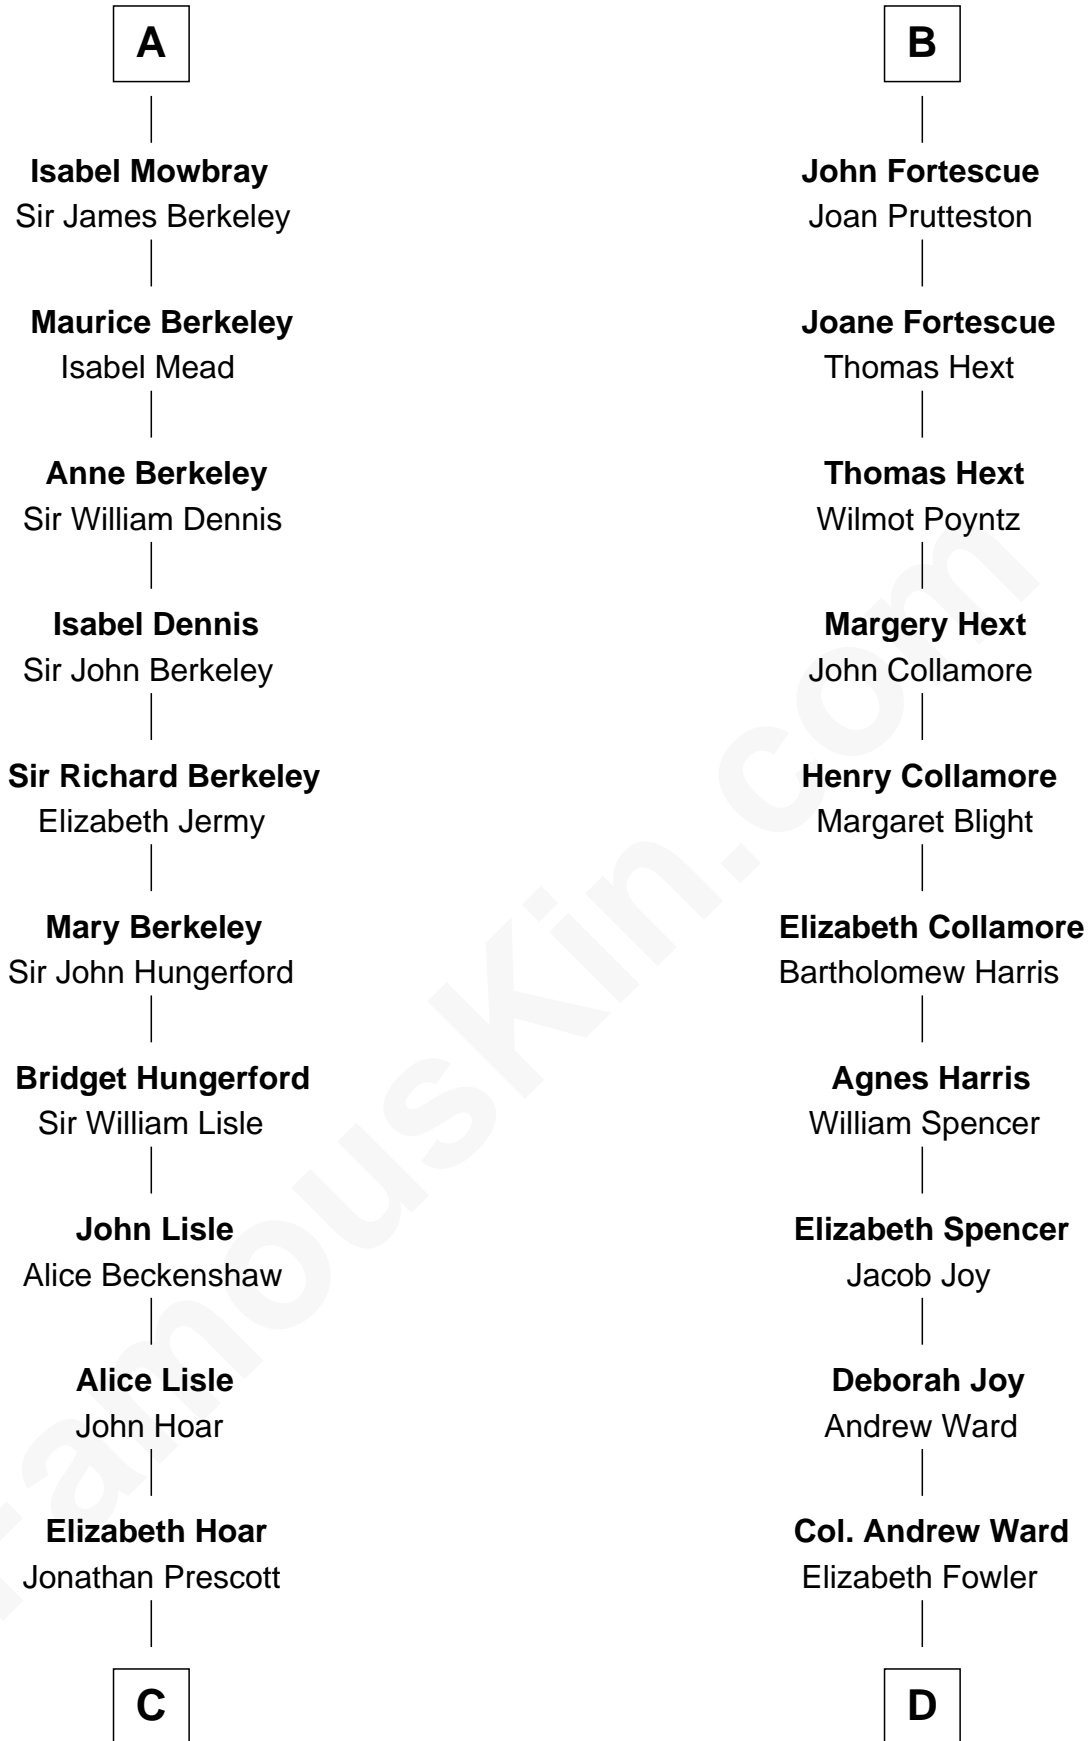 A
Isabel Mowbray
Sir James Berkeley
Maurice Berkeley
Isabel Mead
Anne Berkeley
Sir William Dennis
Isabel Dennis
Sir John Berkeley
Sir Richard Berkeley
Elizabeth Jermy
Mary Berkeley
Sir John Hungerford
Bridget Hungerford
Sir William Lisle
John Lisle
Alice Beckenshaw
Alice Lisle
John Hoar
Elizabeth Hoar
Jonathan Prescott
C
B
John Fortescue
Joan Prutteston
Joane Fortescue
Thomas Hext
Thomas Hext
Wilmot Poyntz
Margery Hext
John Collamore
Henry Collamore
Margaret Blight
Elizabeth Collamore
Bartholomew Harris
Agnes Harris
William Spencer
Elizabeth Spencer
Jacob Joy
Deborah Joy
Andrew Ward
Col. Andrew Ward
Elizabeth Fowler
D
FamousKin.com